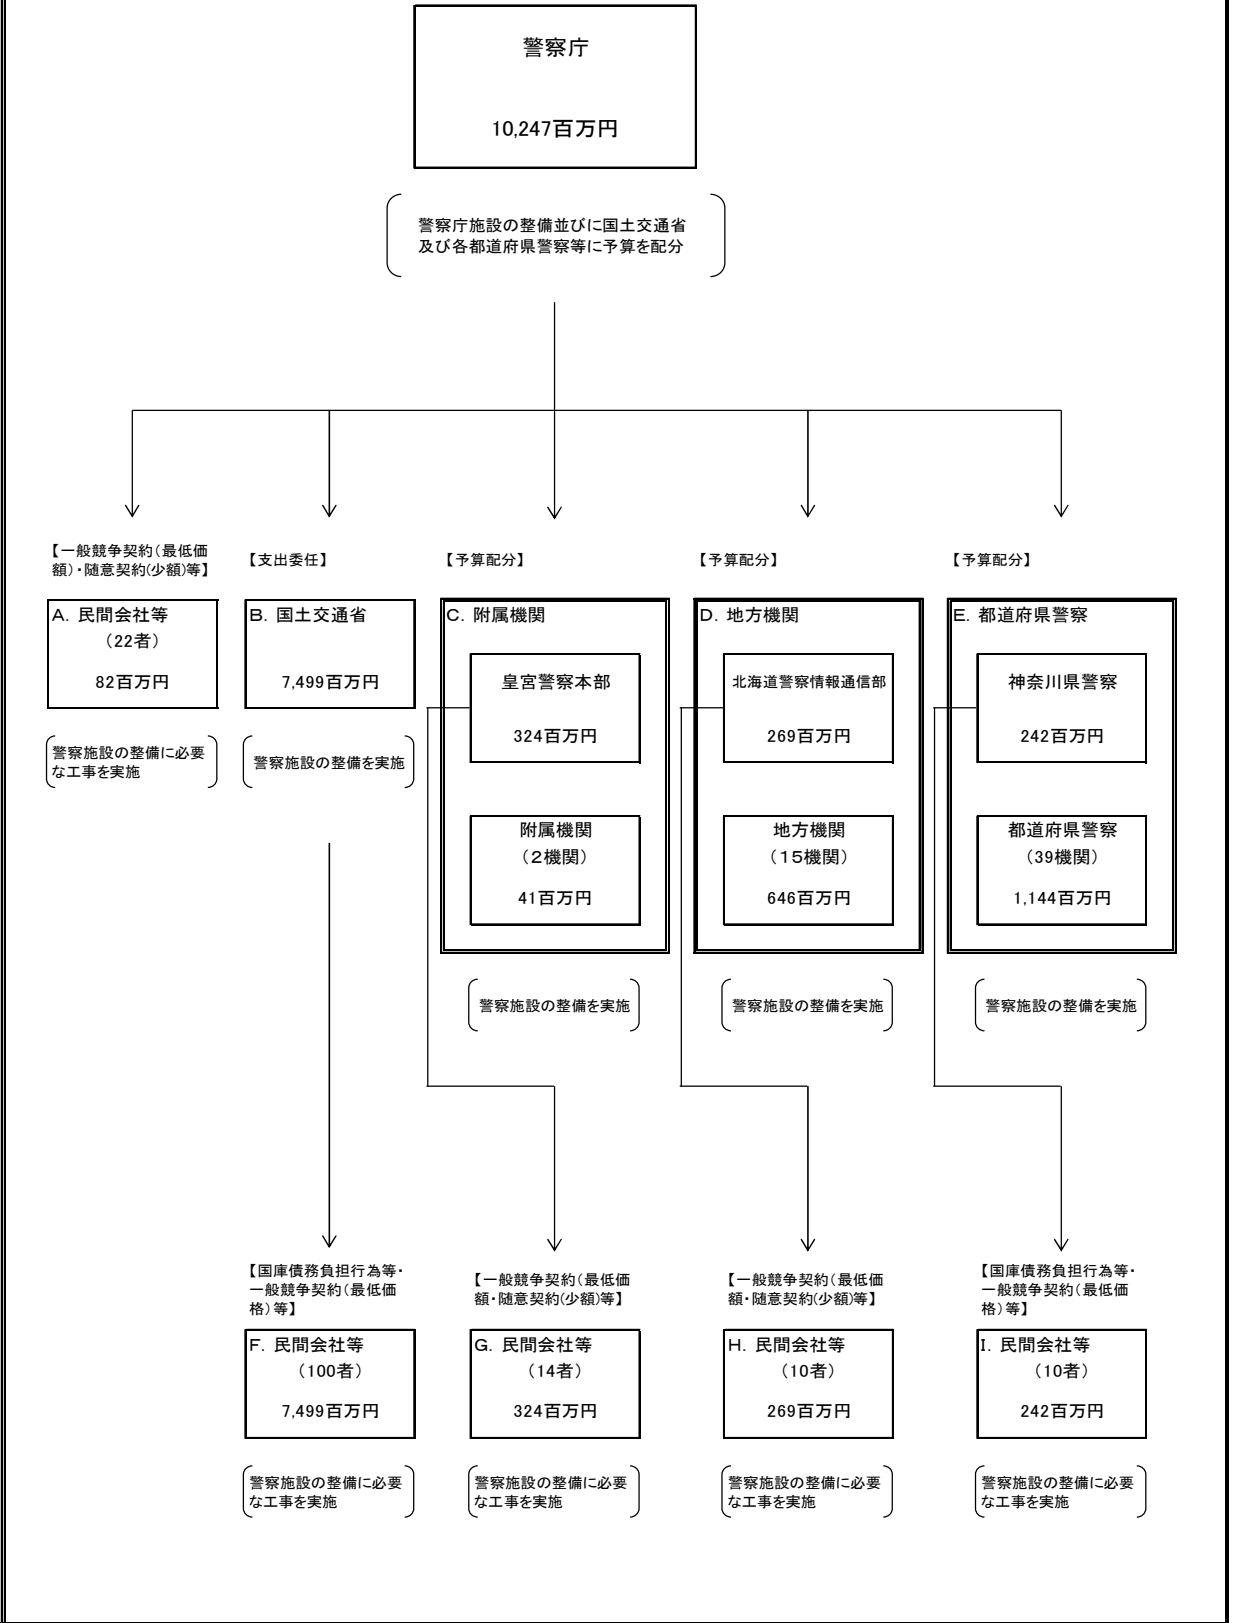 警察庁
10,247百万円
警察庁施設の整備並びに国土交通省
及び各都道府県警察等に予算を配分
【一般競争契約（最低価
額）・随意契約(少額)等】
A. 民間会社等
（22者）
82百万円
警察施設の整備に必要
な工事を実施
【支出委任】
B. 国土交通省
7,499百万円
警察施設の整備を実施
【予算配分】
C. 附属機関
皇宮警察本部
324百万円
附属機関
（2機関）
41百万円
警察施設の整備を実施
【予算配分】
D. 地方機関
北海道警察情報通信部
269百万円
地方機関
（15機関）
646百万円
警察施設の整備を実施
【予算配分】
E. 都道府県警察
神奈川県警察
242百万円
都道府県警察
（39機関）
1,144百万円
警察施設の整備を実施
【国庫債務負担行為等・
一般競争契約（最低価
格）等】
F. 民間会社等
（100者）
7,499百万円
警察施設の整備に必要
な工事を実施
【一般競争契約（最低価
額・随意契約(少額)等】
G. 民間会社等
（14者）
324百万円
警察施設の整備に必要
な工事を実施
【一般競争契約（最低価
額・随意契約(少額)等】
H. 民間会社等
（10者）
269百万円
警察施設の整備に必要
な工事を実施
【国庫債務負担行為等・
一般競争契約（最低価
格）等】
I. 民間会社等
（10者）
242百万円
警察施設の整備に必要
な工事を実施